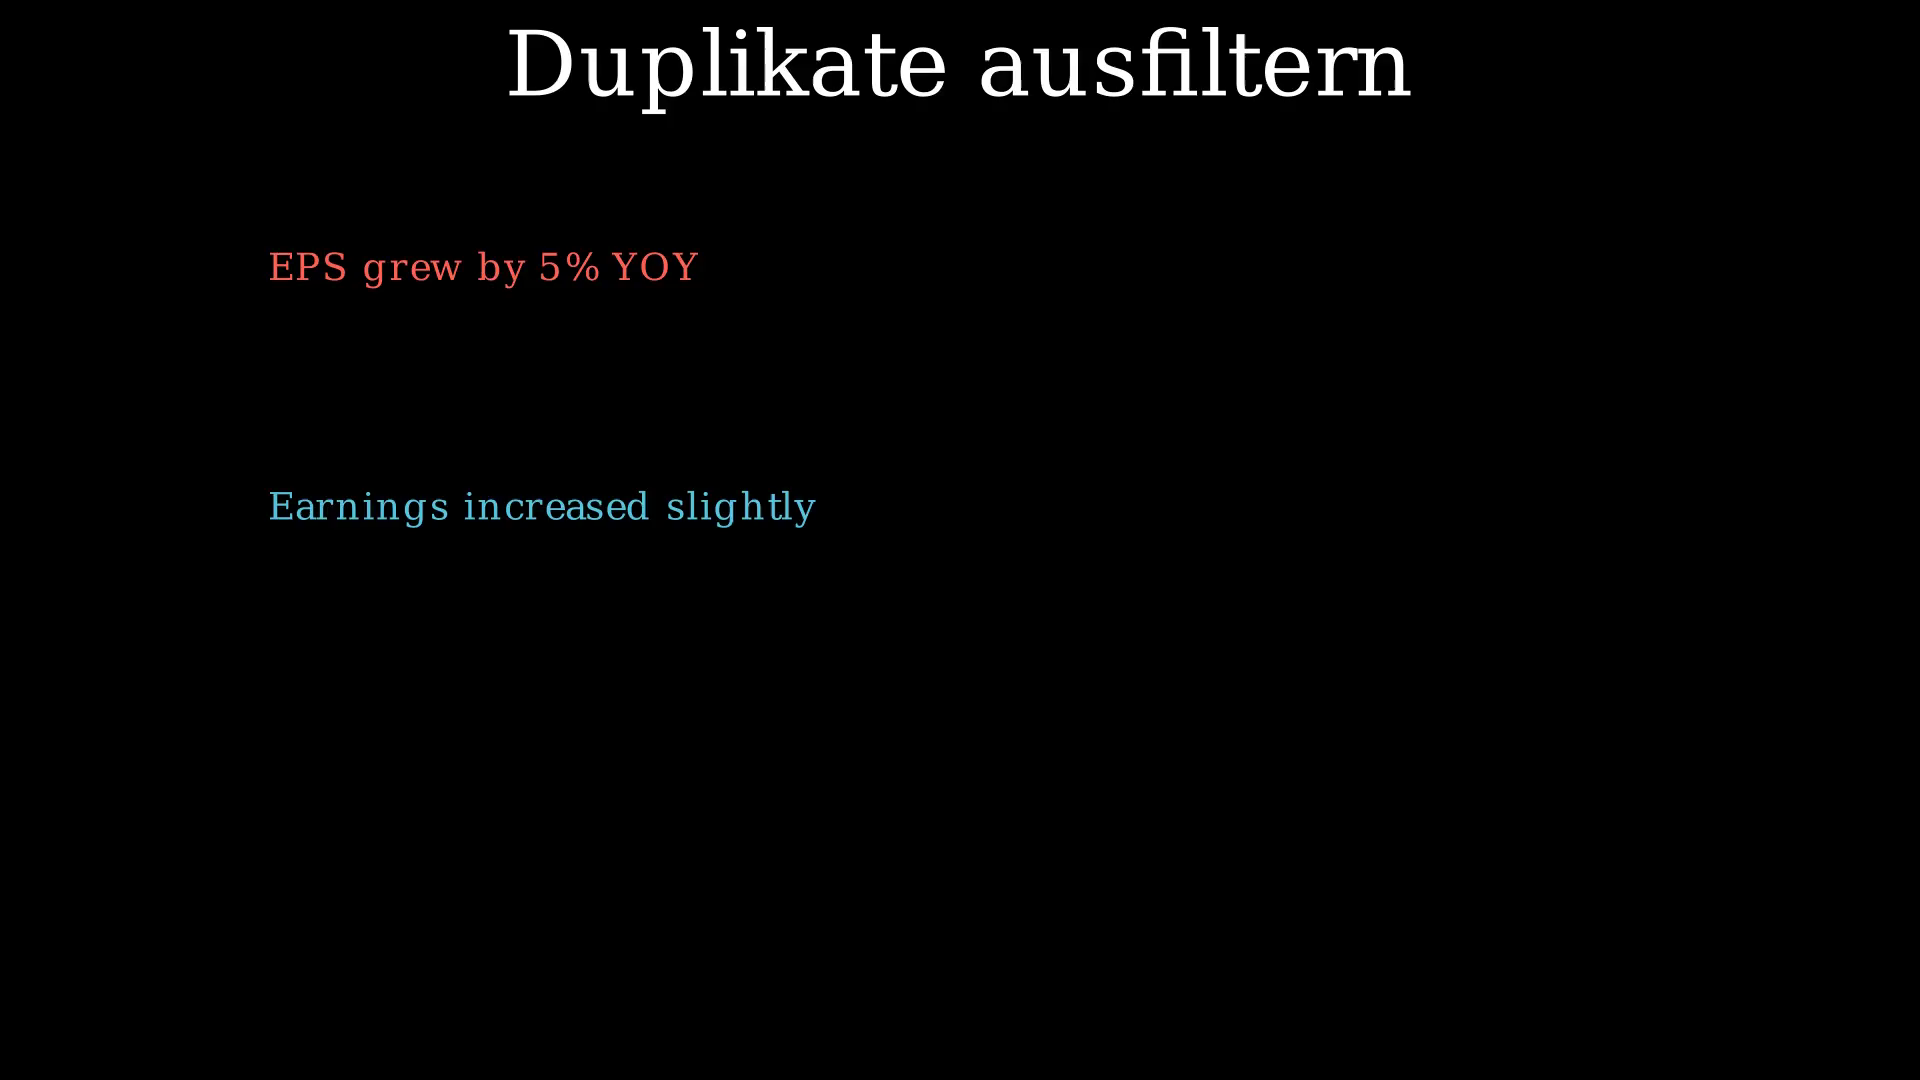 Duplikate ausfiltern
EPS grew by 5% YOY
Earnings increased slightly